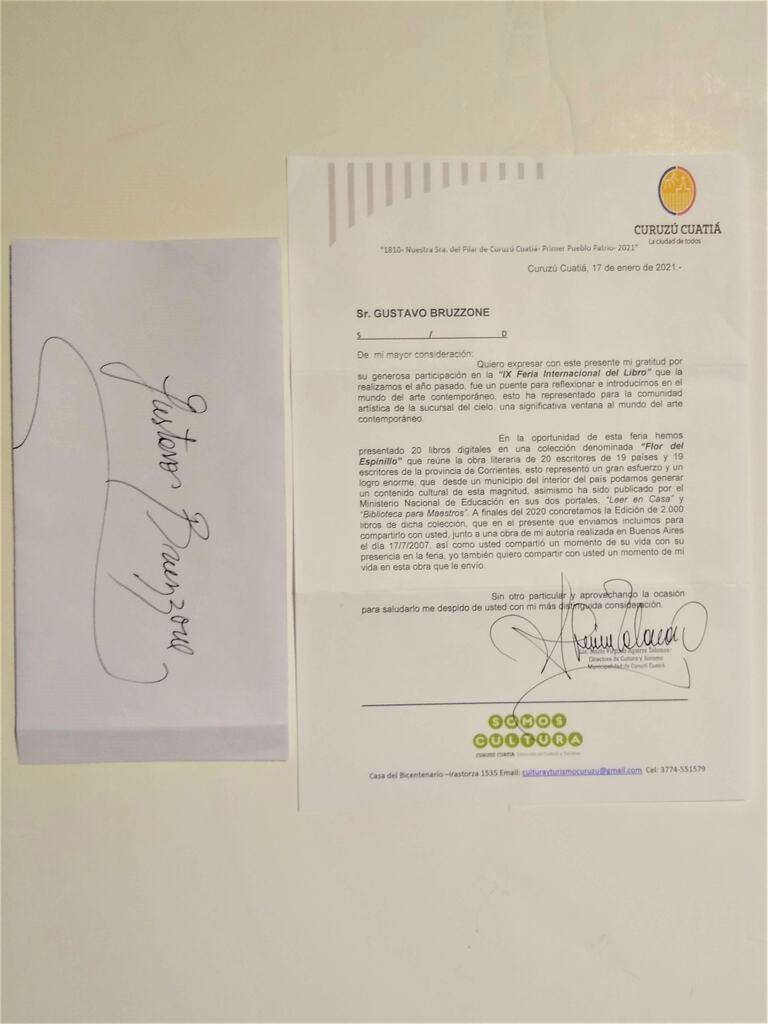 Gustavo Bruzzone
CURUZÚ CUATIÁ
La ciudad de todos
"1810- Nuestra Sra. del Pilar de Curuzú Cuatiá- Primer Pueblo Patrio- 2021"
Curuzú Cuatiá, 17 de enero de 2021.-
Sr. GUSTAVO BRUZZONE
S / D
De mi mayor consideración:
Quiero expresar con este presente mi gratitud por
su generosa participación en la "IX Feria Internacional del Libro" que la
realizamos el año pasado, fue un puente para reflexionar e introducirnos en el
mundo del arte contemporáneo, esto ha representado para la comunidad
artística de la sucursal del cielo, una significativa ventana al mundo del arte
contemporáneo.
En la oportunidad de esta feria hemos
presentado 20 libros digitales en una colección denominada "Flor del
Espinillo" que reúne la obra literaria de 20 escritores de 19 países y 19
escritores de la provincia de Corrientes, esto representó un gran esfuerzo y un
logro enorme, que desde un municipio del interior del país podamos generar
un contenido cultural de esta magnitud, asimismo ha sido publicado por el
Ministerio Nacional de Educación en sus dos portales, "Leer en Casa" y
"Biblioteca para Maestros". A finales del 2020 concretamos la Edición de 2.000
libros de dicha colección, que en el presente que enviamos incluimos para
compartirlo con usted, junto a una obra de mi autoría realizada en Buenos Aires
el día 17/7/2007, así como usted compartió un momento de su vida con su
presencia en la feria, yo también quiero compartir con usted un momento de mi
vida en esta obra que le envío.
Sin otro particular y aprovechando la ocasión
para saludarlo me despido de usted con mi más distinguida consideración.
Directora de Cultura y Turismo
Municipalidad de Curuzú Cuatiá
SOMOS
CULTURA
CURUZÚ CUATIÁ Dirección de Cultura y Turismo
Casa del Bicentenario –Irastorza 1535 Email: culturayturismocuruzu@gmail.com Cel: 3774-551579